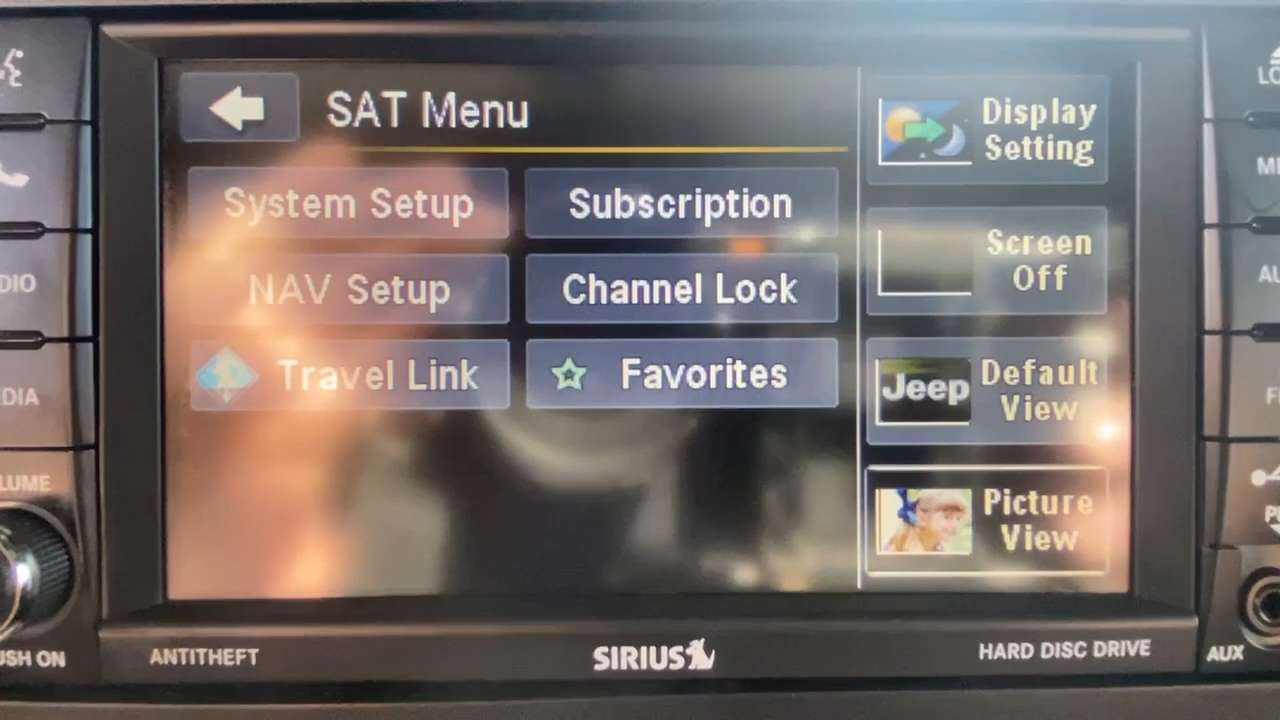 SAT Menu
System Setup
Subscription
NAV Setup
Channel Lock
Travel Link
Favorites
Display
Setting
Screen
Off
Jeep
Default
View
Picture
View
ANTITHEFT
SIRIUS
HARD DISC DRIVE
AUX